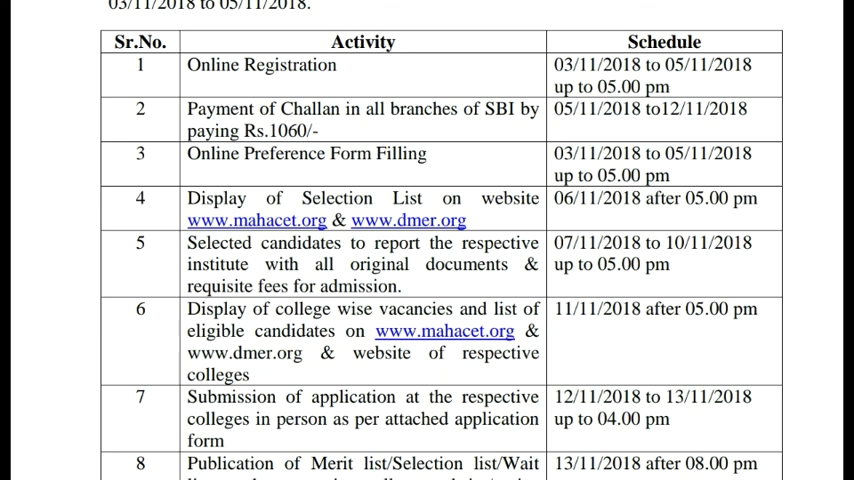 03/11/2018 to 05/11/2018.
Sr.No. Activity Schedule
1 Online Registration 03/11/2018 to 05/11/2018
up to 05.00 pm
2 Payment of Challan in all branches of SBI by 05/11/2018 to12/11/2018
paying Rs.1060/-
3 Online Preference Form Filling 03/11/2018 to 05/11/2018
up to 05.00 pm
4 Display of Selection List on website 06/11/2018 after 05.00 pm
www.mahacet.org & www.dmer.org
5 Selected candidates to report the respective 07/11/2018 to 10/11/2018
institute with all original documents & up to 05.00 pm
requisite fees for admission.
6 Display of college wise vacancies and list of 11/11/2018 after 05.00 pm
eligible candidates on www.mahacet.org &
www.dmer.org & website of respective
colleges
7 Submission of application at the respective 12/11/2018 to 13/11/2018
colleges in person as per attached application up to 04.00 pm
form
8 Publication of Merit list/Selection list/Wait 13/11/2018 after 08.00 pm